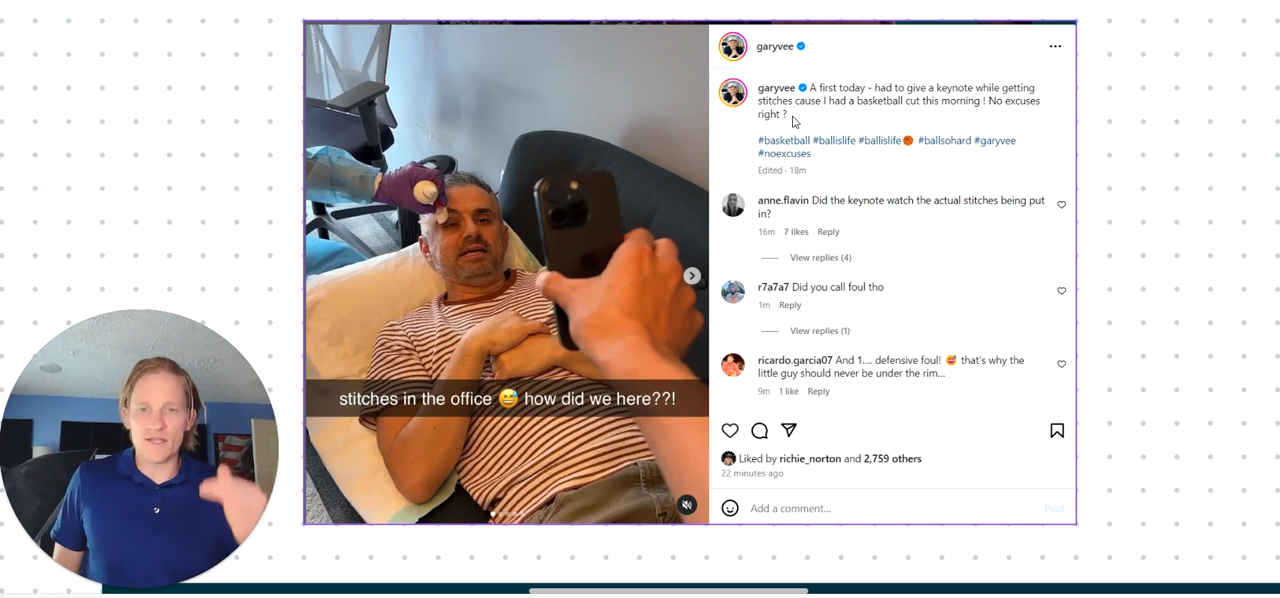 garyvee
garyvee A first today - had to give a keynote while getting
stitches cause I had a basketball cut this morning ! No excuses
right ?
#basketball #ballislife #ballislife🏀 #ballsohard #garyvee
#noexcuses
Edited · 18m
anne.flavin Did the keynote watch the actual stitches being put
in?
16m 7 likes Reply
View replies (4)
r7a7a7 Did you call foul tho
1m Reply
View replies (1)
ricardo.garcia07 And 1.... defensive foul! 😅 that's why the
little guy should never be under the rim...
9m 1 like Reply
stitches in the office 😅 how did we here??!
Liked by richie_norton and 2,759 others
22 minutes ago
Add a comment...
Post